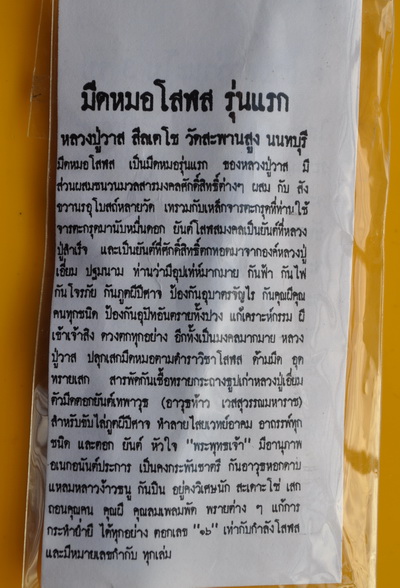 มีดหมอโสฬส รุ่นแรก
หลวงปู่วาส สีลเตโช วัดสะพานสูง นนทบุรี
มีดหมอโสฬส เป็นมีดหมอรุ่นแรก ของหลวงปู่วาส มี
ส่วนผสมชนวนมวลสารมงคลศักดิ์สิทธิ์ต่างๆ ผสม กับ สัง
ขวานรอุโบสถ์หลายวัด เทรวมกับเหล็กจารตะกรุดที่ท่านใช้
จารตะกรุดมานับหมื่นดอก ยันต์โสฬสมงคลเป็นยันต์ที่หลวง
ปู่สำเร็จ และเป็นยันต์ที่ศักดิ์สิทธิ์ตกทอดมาจากองค์หลวงปู่
เอี่ยม ปฐมนาม ท่านว่ามีอุปเท่ห์มากมาย กันฟ้า กันไฟ
กันโจรภัย กันภูตผีปีศาจ ป้องกันอุบาตรจัญไร กันคุณผีคุณ
คนทุกชนิด ป้องกันอุปัทอันตรายทั้งปวง แก้เคราะห์กรรม ผี
เข้าเจ้าสิง ดวงตกทุกอย่าง อีกทั้งเป็นมงคลมากมาย หลวง
ปู่วาส ปลุกเสกมีดหมอตามตำราวิชาโสฬส ด้ามมีด อุด
ทรายเสก สารพัดกันเชื้อทรายกระถางธูปเก่าหลวงปู่เอี่ยม
ตัวมีดตอกยันต์เทพาวุธ (อาวุธท้าว เวสสุวรรณมหาราช)
สำหรับขับไล่ภูตผีปีศาจ ทำลายไสยเวทย์อาคม อาถรรพ์ทุก
ชนิด และตอก ยันต์ หัวใจ "พระพุทธเจ้า" มีอานุภาพ
อเนกอนันต์ประการ เป็นคงกระพันชาตรี กันอาวุธหอกดาบ
แหลมหลาวง้าวธนู กันปืน อยู่คงวิเศษนัก สะเดาะโซ่ เสก
ถอนคุณคน คุณผี คุณลมเพลมพัด พรายต่าง ๆ แก้การ
กระทำย่ำยี ได้ทุกอย่าง ตอกเลข "๑๖" เท่ากับกำลังโสฬส
และมีหมายเลขกำกับ ทุกเล่ม